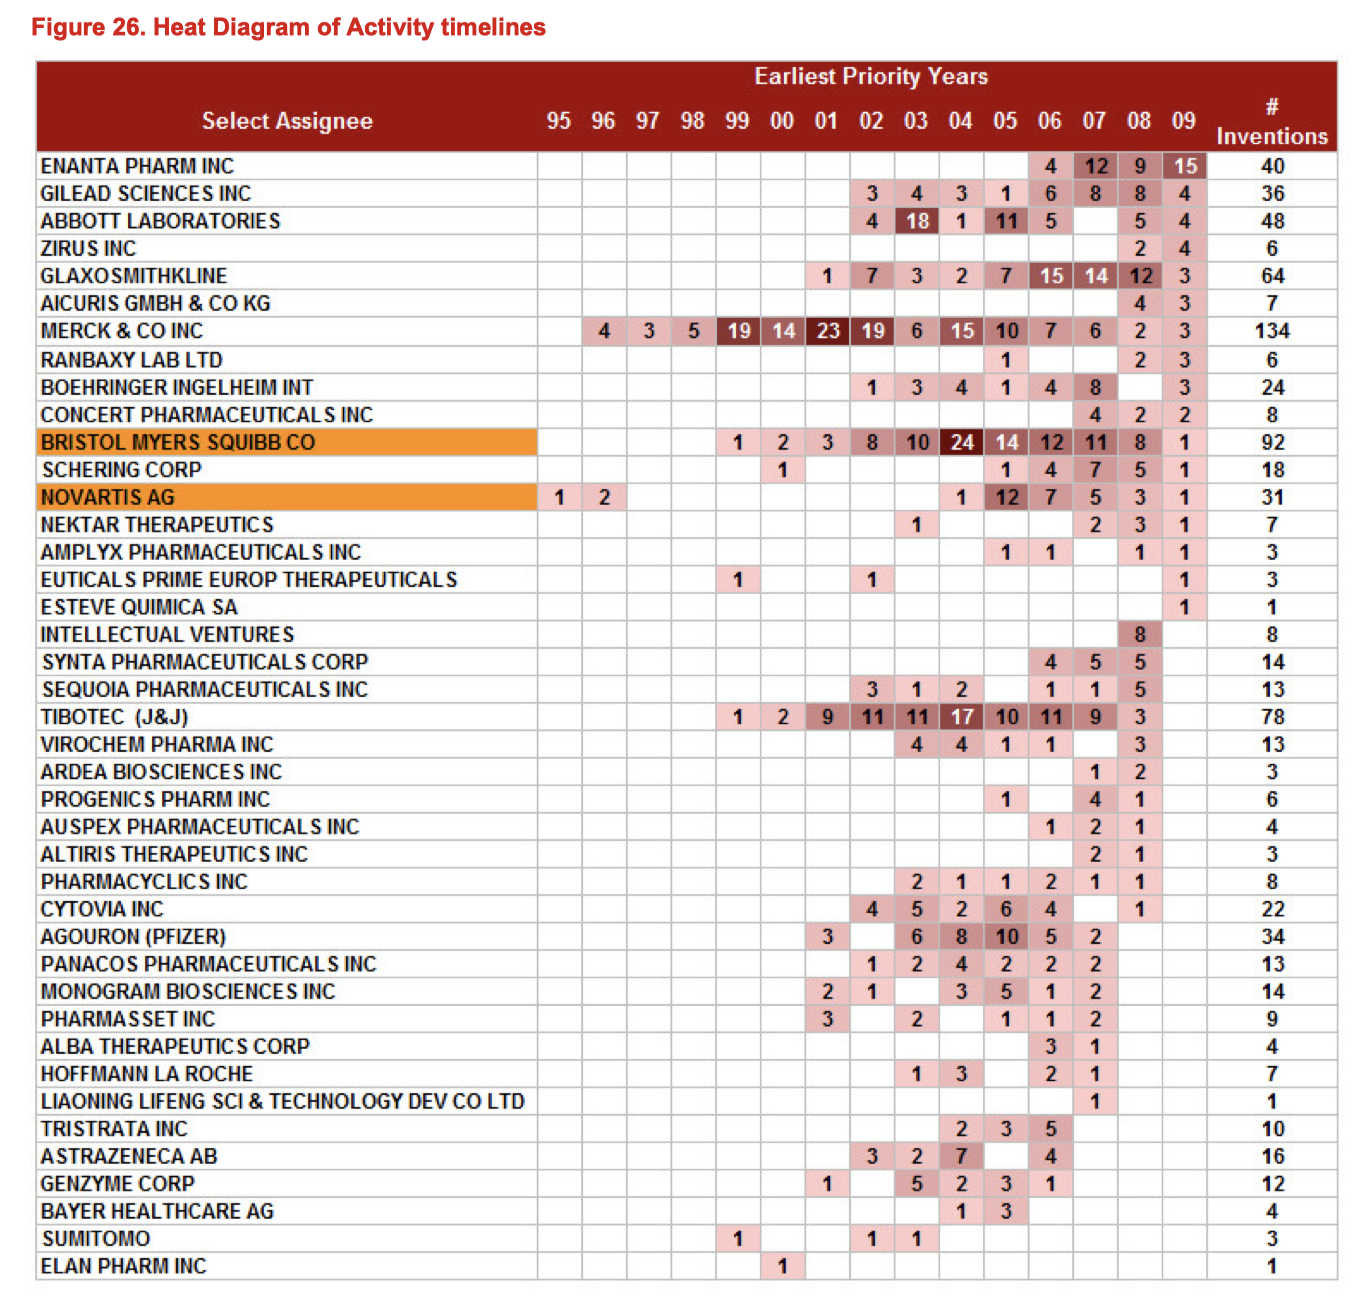 Figure 26. Heat Diagram of Activity timelines
Earliest Priority Years
Select Assignee 95 96 97 98 99 00 01 02 03 04 05 06 07 08 09 # Inventions
ENANTA PHARM INC 4 12 9 15 40
GILEAD SCIENCES INC 3 4 3 1 6 8 8 4 36
ABBOTT LABORATORIES 4 18 1 11 5 5 4 48
ZIRUS INC 2 4 6
GLAXOSMITHKLINE 1 7 3 2 7 15 14 12 3 64
AICURIS GMBH & CO KG 4 3 7
MERCK & CO INC 4 3 5 19 14 23 19 6 15 10 7 6 2 3 134
RANBAXY LAB LTD 1 2 3 6
BOEHRINGER INGELHEIM INT 1 3 4 1 4 8 3 24
CONCERT PHARMACEUTICALS INC 4 2 2 8
BRISTOL MYERS SQUIBB CO 1 2 3 8 10 24 14 12 11 8 1 92
SCHERING CORP 1 1 4 7 5 1 18
NOVARTIS AG 1 2 1 12 7 5 3 1 31
NEKTAR THERAPEUTICS 1 2 3 1 7
AMPLYX PHARMACEUTICALS INC 1 1 1 1 3
EUTICALS PRIME EUROP THERAPEUTICALS 1 1 1 3
ESTEVE QUIMICA SA 1 1
INTELLECTUAL VENTURES 8 8
SYNTA PHARMACEUTICALS CORP 4 5 5 14
SEQUOIA PHARMACEUTICALS INC 3 1 2 1 1 5 13
TIBOTEC (J&J) 1 2 9 11 11 17 10 11 9 3 78
VIROCHEM PHARMA INC 4 4 1 1 3 13
ARDEA BIOSCIENCES INC 1 2 3
PROGENICS PHARM INC 1 4 1 6
AUSPEX PHARMACEUTICALS INC 1 2 1 4
ALTIRIS THERAPEUTICS INC 2 1 3
PHARMACYCLICS INC 2 1 1 2 1 1 8
CYTOVIA INC 4 5 2 6 4 1 22
AGOURON (PFIZER) 3 6 8 10 5 2 34
PANACOS PHARMACEUTICALS INC 1 2 4 2 2 2 13
MONOGRAM BIOSCIENCES INC 2 1 3 5 1 2 14
PHARMASSET INC 3 2 1 1 2 9
ALBA THERAPEUTICS CORP 3 1 4
HOFFMANN LA ROCHE 1 3 2 1 7
LIAONING LIFENG SCI & TECHNOLOGY DEV CO LTD 1 1
TRISTRATA INC 2 3 5 10
ASTRAZENECA AB 3 2 7 4 16
GENZYME CORP 1 5 2 3 1 12
BAYER HEALTHCARE AG 1 3 4
SUMITOMO 1 1 1 3
ELAN PHARM INC 1 1